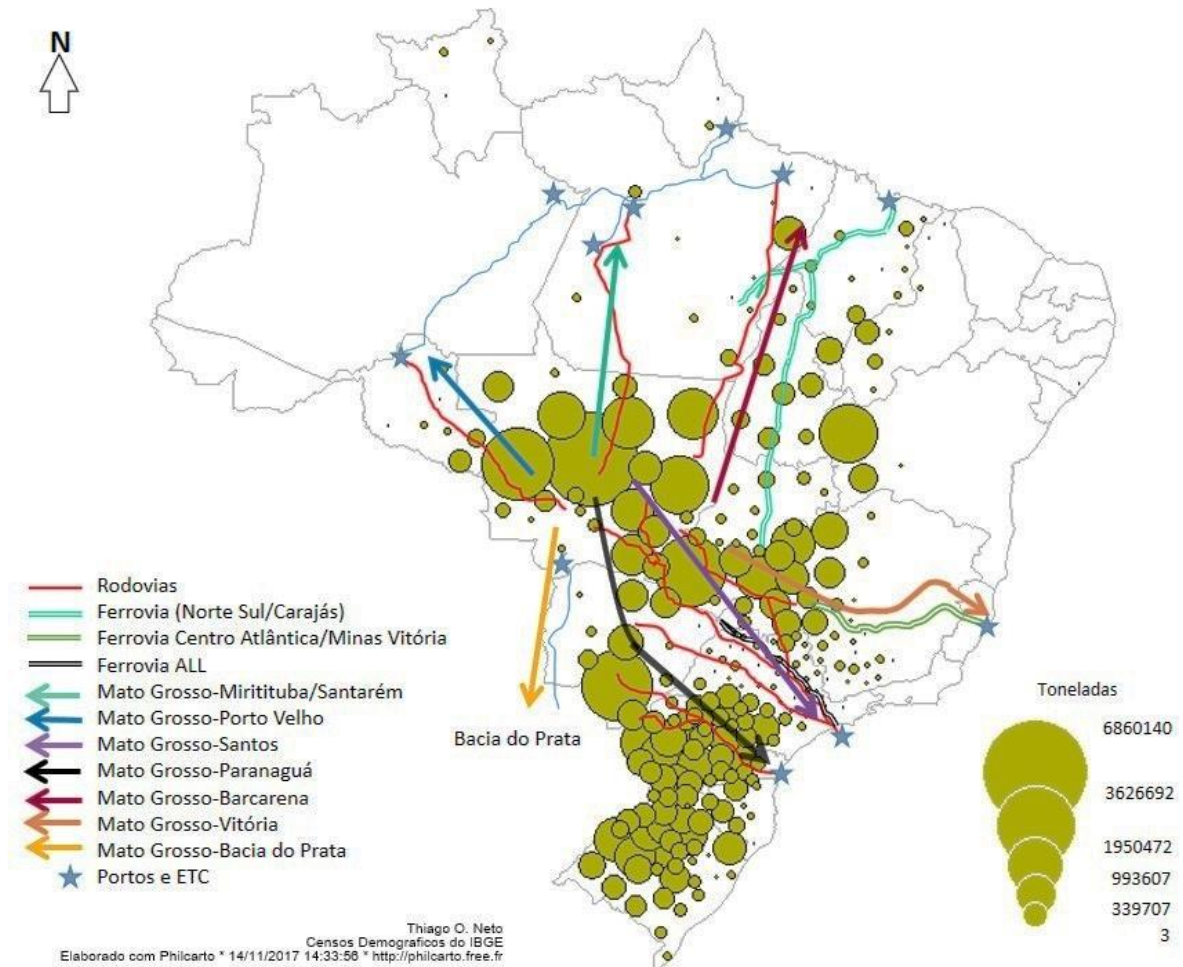 N
Rodovias
Ferrovia (Norte Sul/Carajás)
Ferrovia Centro Atlântica/Minas Vitória
Ferrovia ALL
Mato Grosso-Miritituba/Santarém
Mato Grosso-Porto Velho
Mato Grosso-Santos
Mato Grosso-Paranaguá
Mato Grosso-Barcarena
Mato Grosso-Vitória
Mato Grosso-Bacia do Prata
Portos e ETC
Bacia do Prata
Toneladas
6860140
3626692
1950472
993607
339707
3
Thiago O. Neto
Censos Demograficos do IBGE
Elaborado com Philcarto * 14/11/2017 14:33:56 * http://philcarto.free.fr